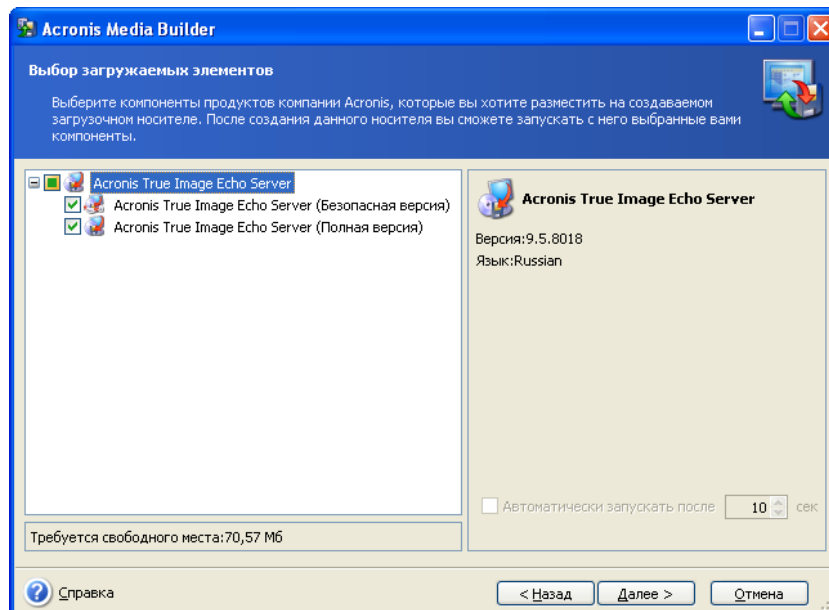 Acronis Media Builder
Выбор загружаемых элементов
Выберите компоненты продуктов компании Acronis, которые вы хотите разместить на создаваемом
загрузочном носителе. После создания данного носителя вы сможете запускать с него выбранные вами
компоненты.
Acronis True Image Echo Server
Acronis True Image Echo Server (Безопасная версия)
Acronis True Image Echo Server (Полная версия)
Требуется свободного места:70,57 Мб
Acronis True Image Echo Server
Версия:9.5.8018
Язык:Russian
Автоматически запускать после 10 сек
Справка
< Назад
Далее >
Отмена